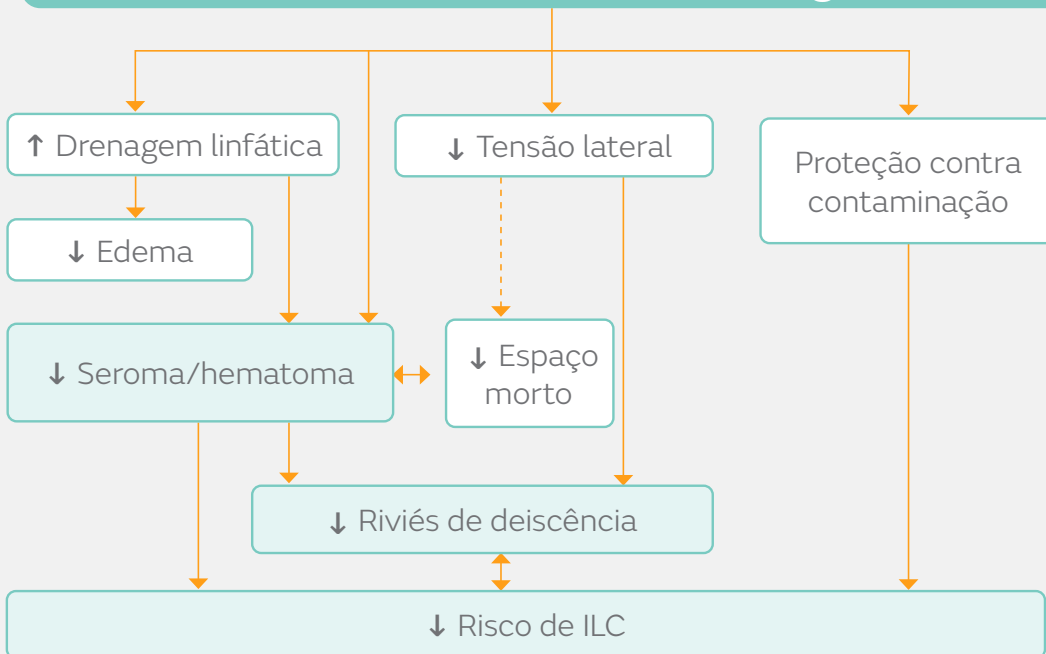 ↑ Drenagem linfática
↓ Tensão lateral
Proteção contra
contaminação
↓ Edema
↓ Seroma/hematoma
↓ Espaço
morto
↓ Riviés de deiscência
↓ Risco de ILC